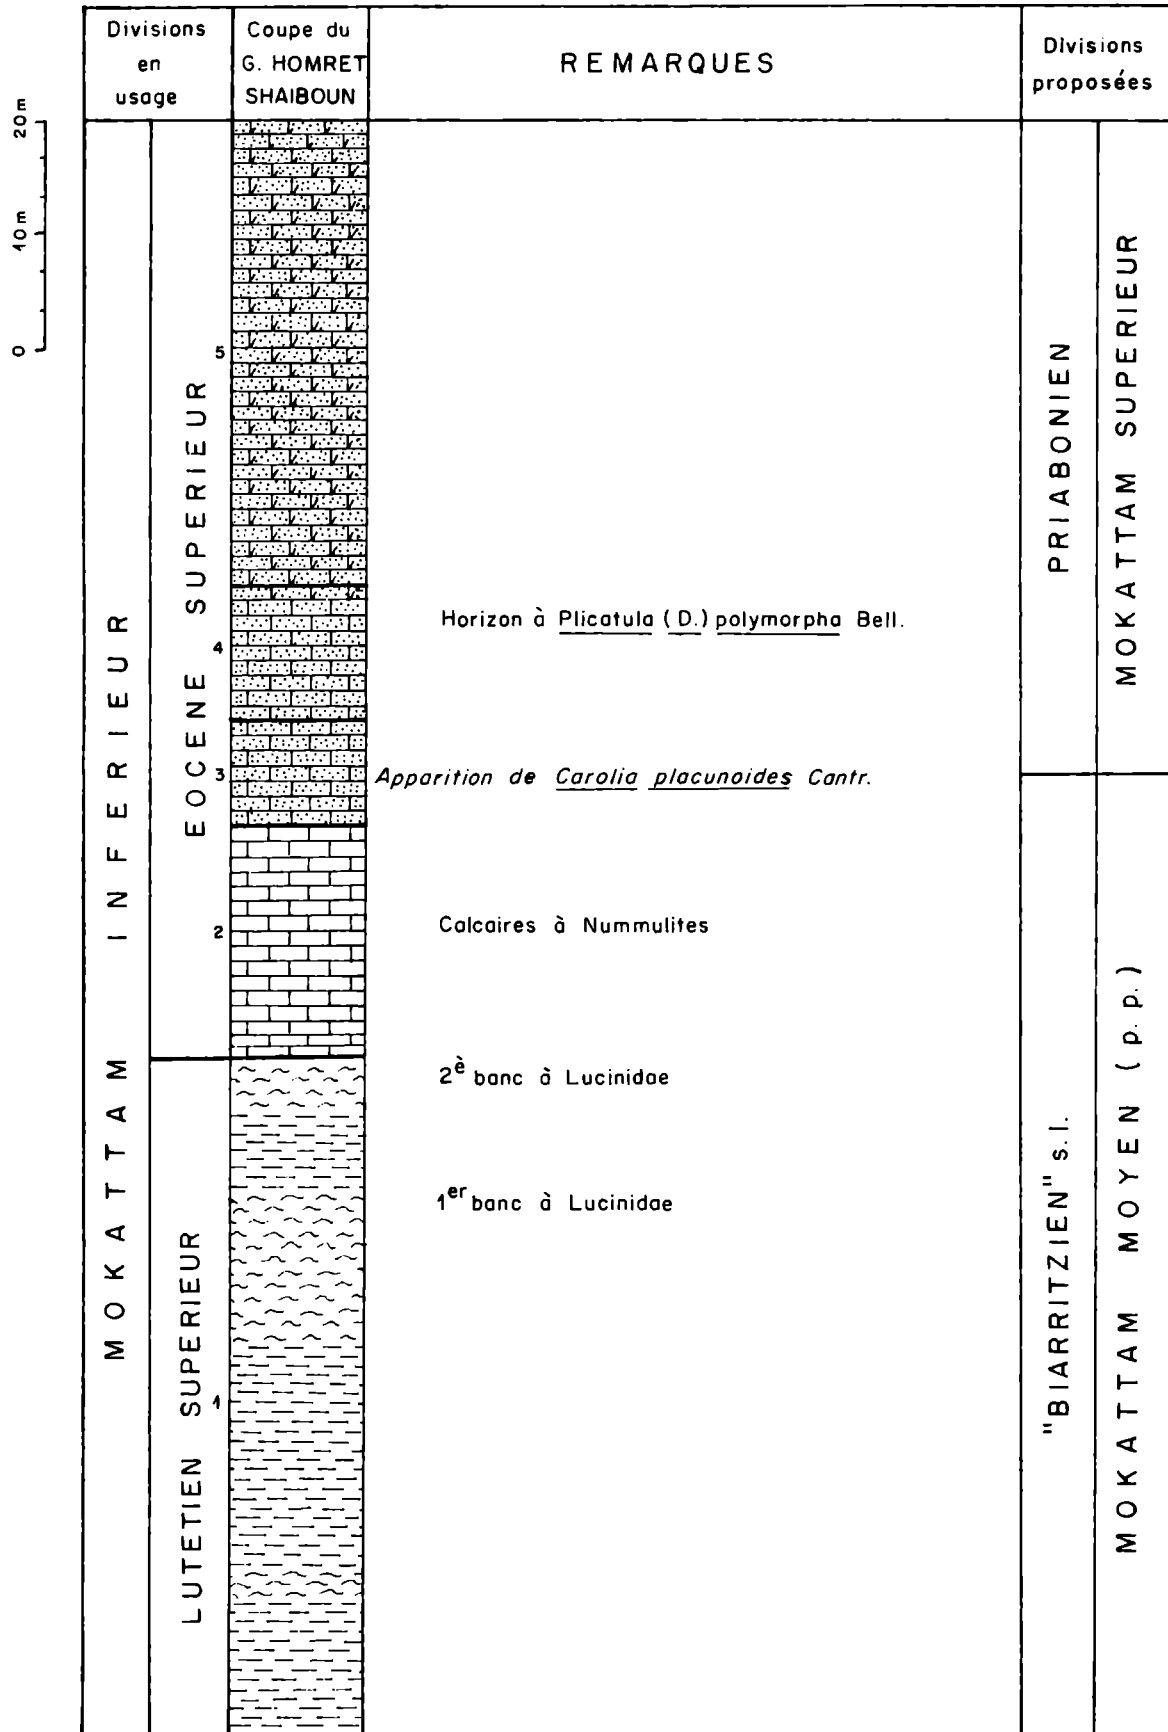 Divisions
en
usage
Coupe du
G. HOMRET
SHAIBOUN
REMARQUES
Divisions
proposées
20m
10m
0
MOKATTAM INFERIEUR
EOCENE SUPERIEUR
LUTETIEN SUPERIEUR
5
4
3
2
1
Horizon à Plicatula (D.) polymorpha Bell.
Apparition de Carolia placunoides Cantr.
Calcaires à Nummulites
2è banc à Lucinidae
1er banc à Lucinidae
PRIABONIEN
"BIARRITZIEN" s.l.
MOKATTAM SUPERIEUR
MOKATTAM MOYEN (p.p.)